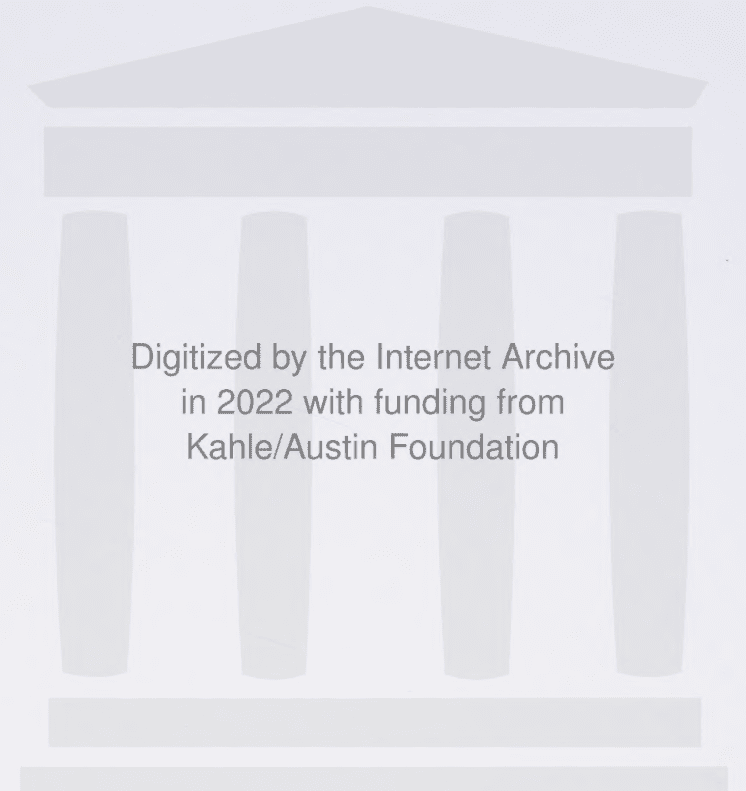 Digitized by the Internet Archive
in 2022 with funding from
Kahle/Austin Foundation